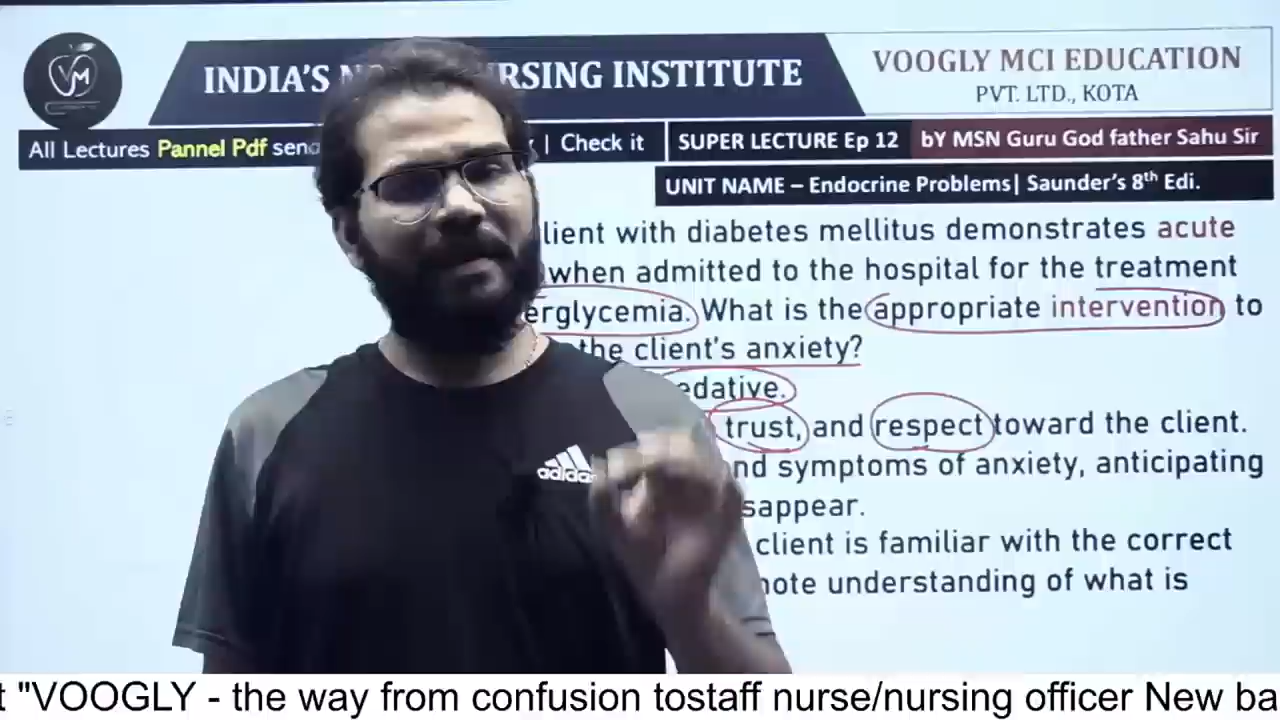 VM
INDIA'S RSING INSTITUTE
VOOGLY MCI EDUCATION
PVT. LTD., KOTA
All Lectures Pannel Pdf | Check it
SUPER LECTURE Ep 12 bY MSN Guru God father Sahu Sir
UNIT NAME – Endocrine Problems| Saunder's 8th Edi.
lient with diabetes mellitus demonstrates acute
when admitted to the hospital for the treatment
erglycemia. What is the appropriate intervention to
the client's anxiety?
edative.
trust, and respect toward the client.
nd symptoms of anxiety, anticipating
sappear.
client is familiar with the correct
note understanding of what is
adidas
t "VOOGLY - the way from confusion tostaff nurse/nursing officer New ba